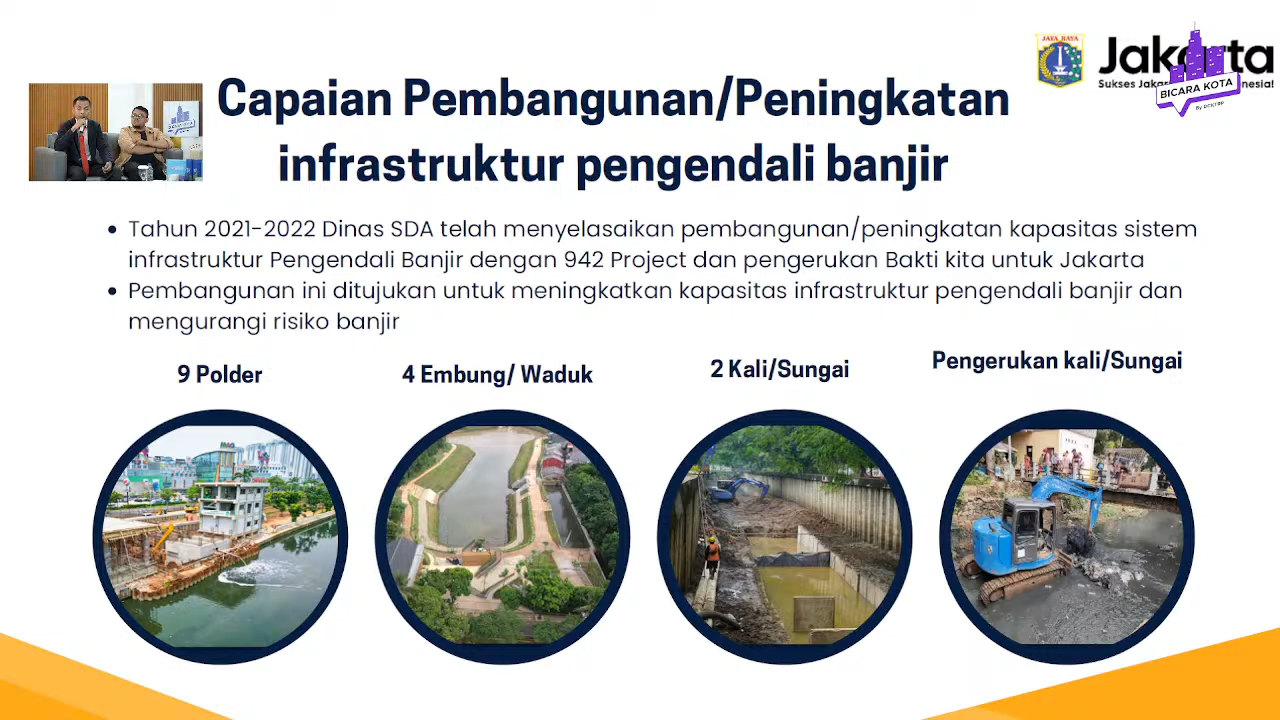 JAYA RAYA
Jakarta
Sukses Jakarta
BICARA KOTA
Capaian Pembangunan/Peningkatan
infrastruktur pengendali banjir
• Tahun 2021-2022 Dinas SDA telah menyelasaikan pembangunan/peningkatan kapasitas sistem
infrastruktur Pengendali Banjir dengan 942 Project dan pengerukan Bakti kita untuk Jakarta
• Pembangunan ini ditujukan untuk meningkatkan kapasitas infrastruktur pengendali banjir dan
mengurangi risiko banjir
9 Polder
4 Embung/ Waduk
2 Kali/Sungai
Pengerukan kali/Sungai